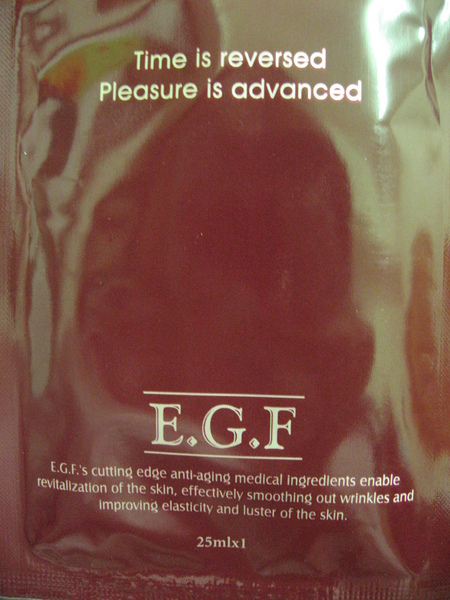 Time is reversed
Pleasure is advanced
E.G.F
E.G.F.'s cutting edge anti-aging medical ingredients enable
revitalization of the skin, effectively smoothing out wrinkles and
improving elasticity and luster of the skin.
25mlx1